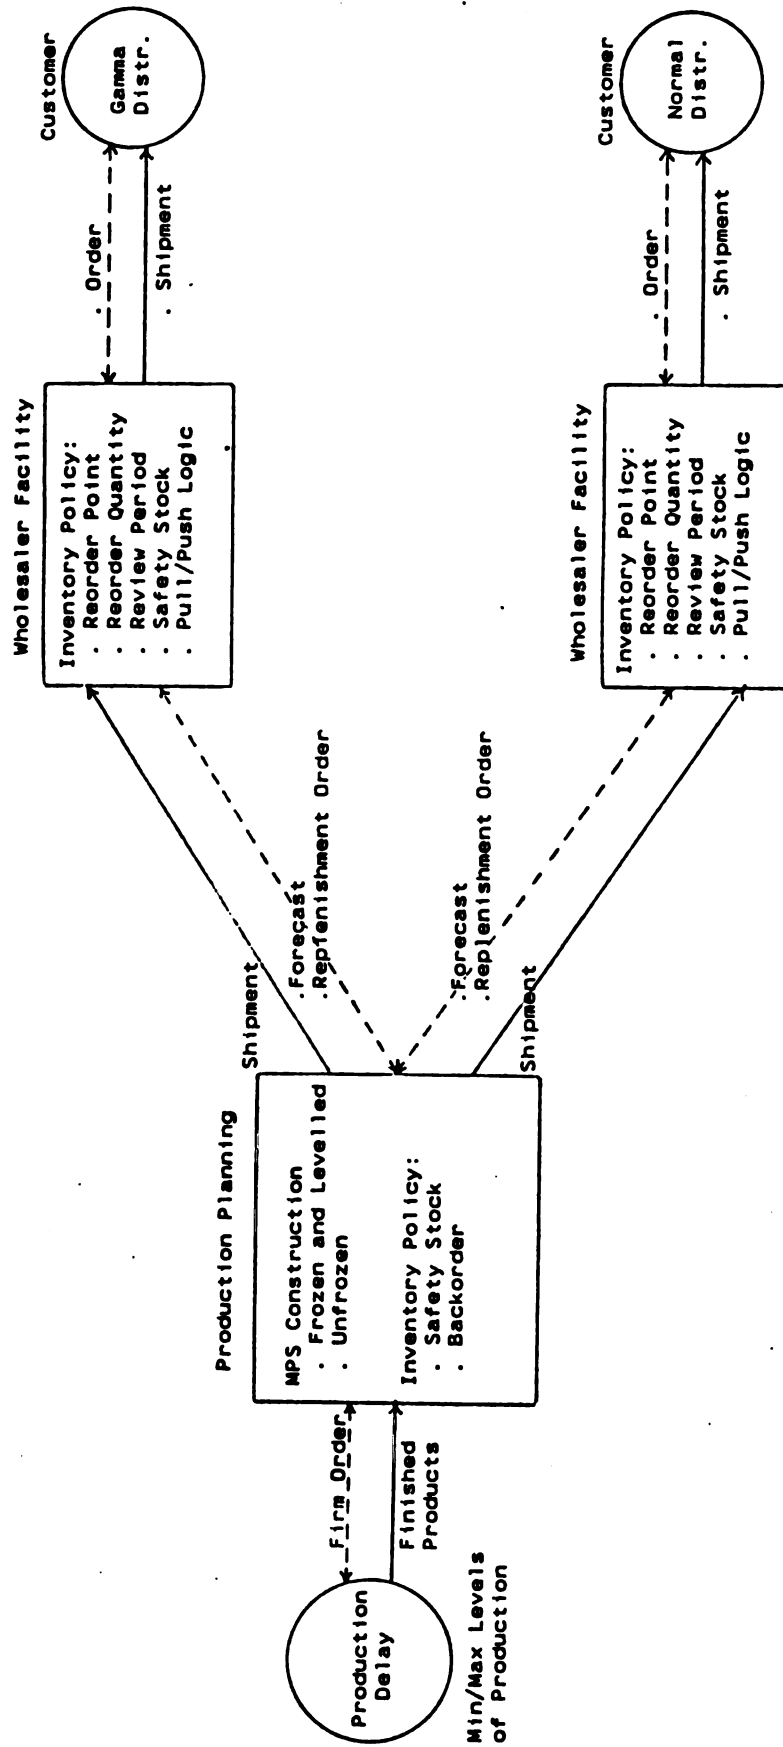 Production
Delay
Min/Max Levels
of Production
Firm Order
Finished
Products
Production Planning
MPS Construction
. Frozen and Levelled
. Unfrozen
Inventory Policy:
. Safety Stock
. Backorder
Shipment
.Forecast
.Replenishment Order
.Forecast
.Replenishment Order
Shipment
Wholesaler Facility
Inventory Policy:
. Reorder Point
. Reorder Quantity
. Review Period
. Safety Stock
. Pull/Push Logic
. Order
. Shipment
Customer
Gamma
Distr.
Wholesaler Facility
Inventory Policy:
. Reorder Point
. Reorder Quantity
. Review Period
. Safety Stock
. Pull/Push Logic
. Order
. Shipment
Customer
Normal
Distr.